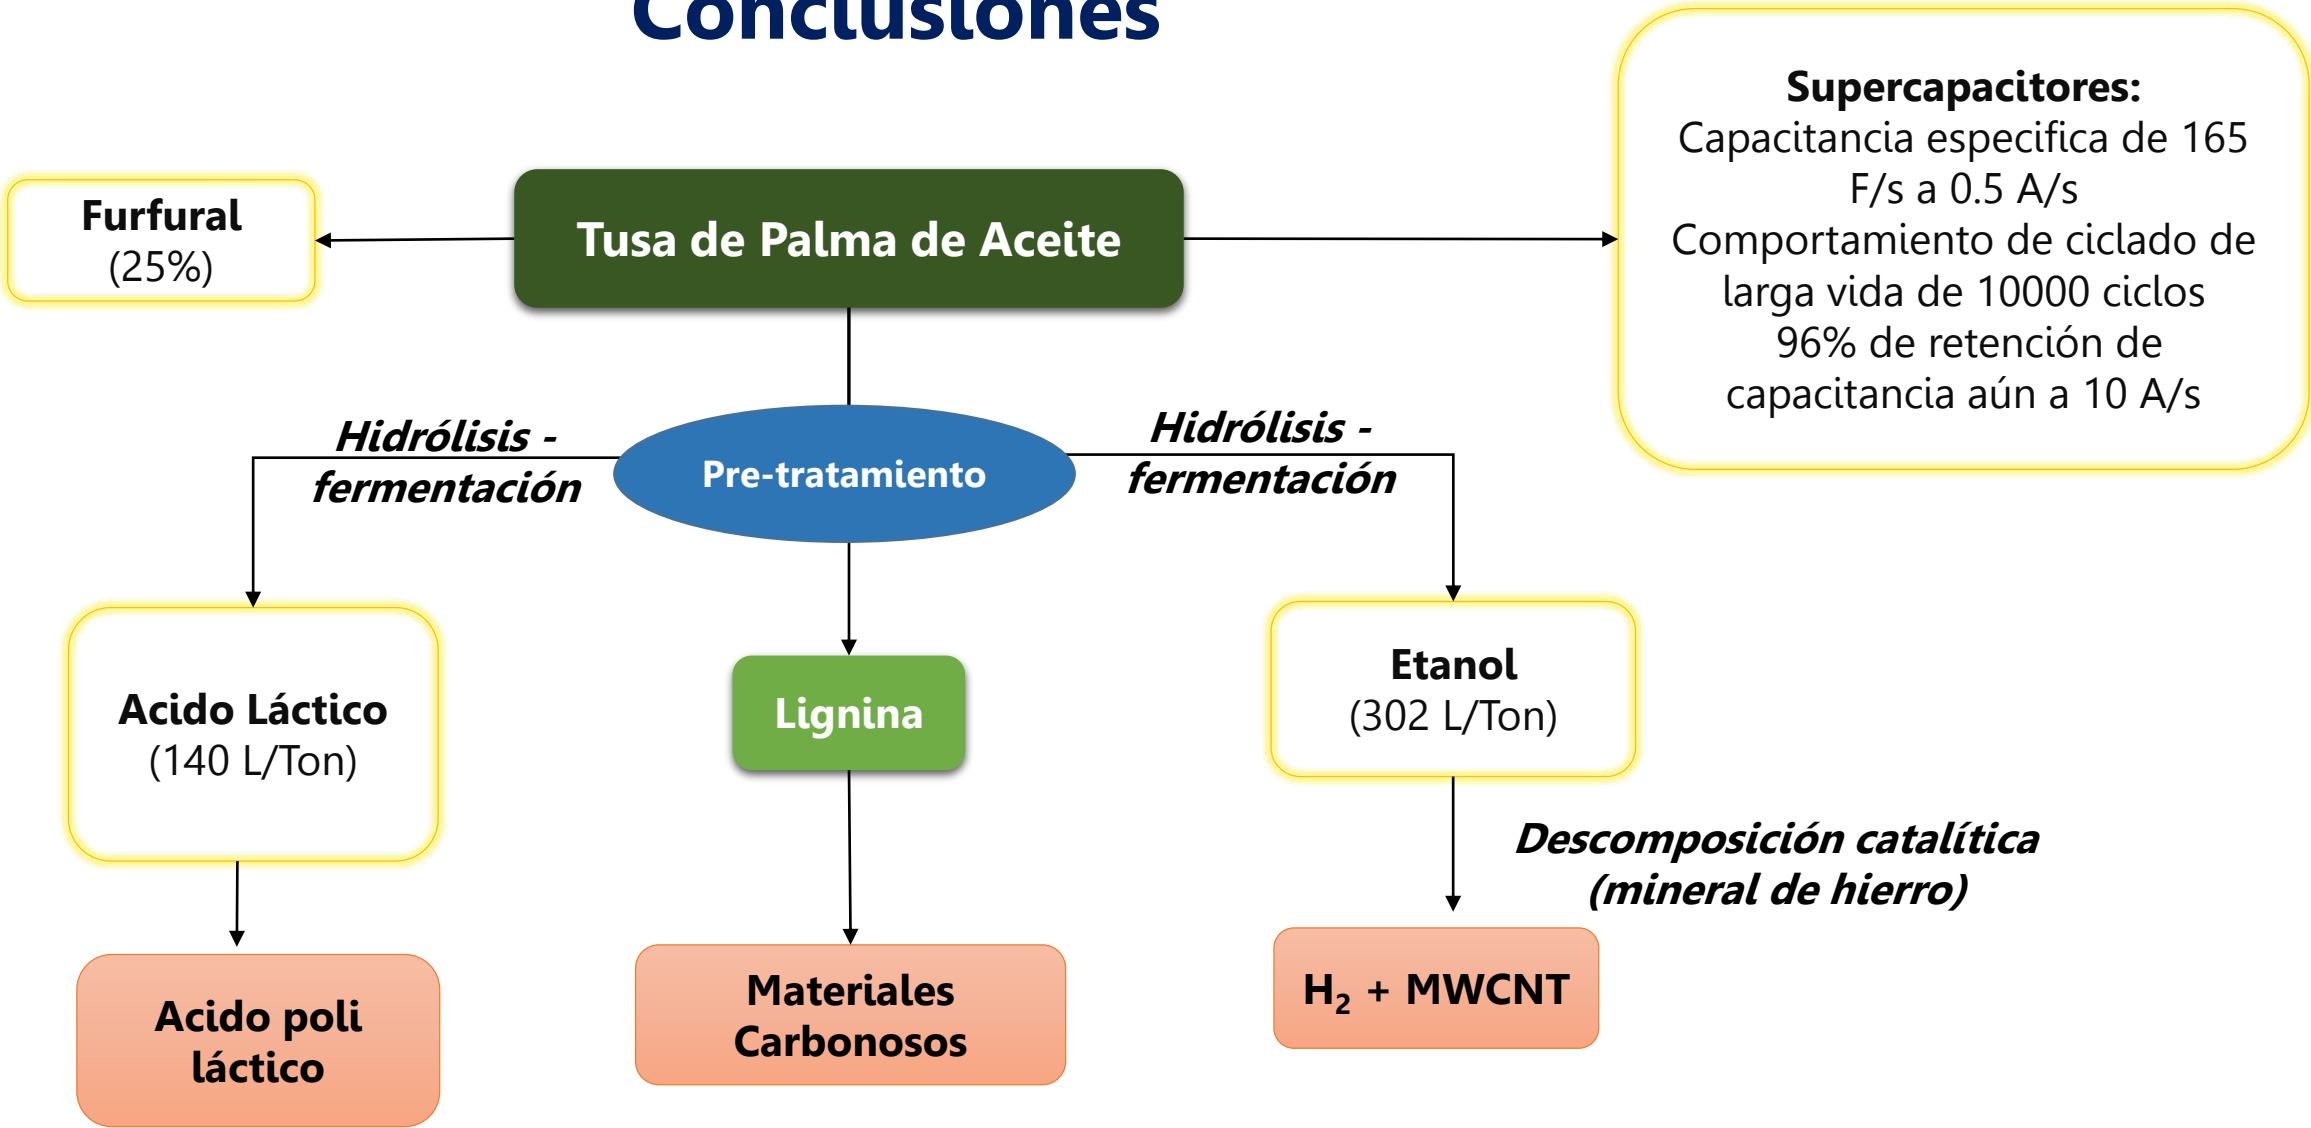 Conclusiones
Supercapacitores:
Capacitancia especifica de 165
F/s a 0.5 A/s
Comportamiento de ciclado de
larga vida de 10000 ciclos
96% de retención de
capacitancia aún a 10 A/s
Furfural
(25%)
Tusa de Palma de Aceite
Hidrólisis -
fermentación
Pre-tratamiento
Hidrólisis -
fermentación
Acido Láctico
(140 L/Ton)
Lignina
Etanol
(302 L/Ton)
Descomposición catalítica
(mineral de hierro)
Acido poli
láctico
Materiales
Carbonosos
H₂ + MWCNT